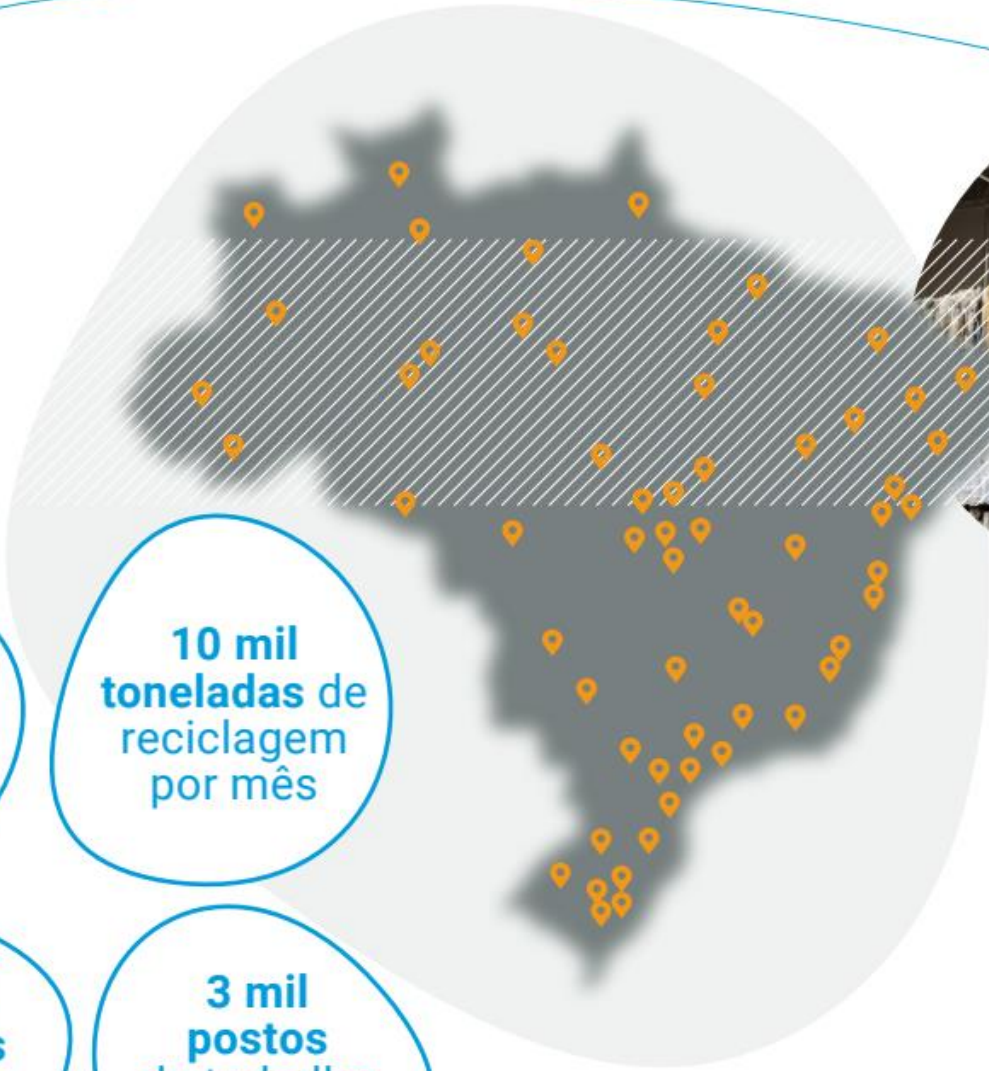 10 mil
toneladas de
reciclagem
por mês
3 mil
postos